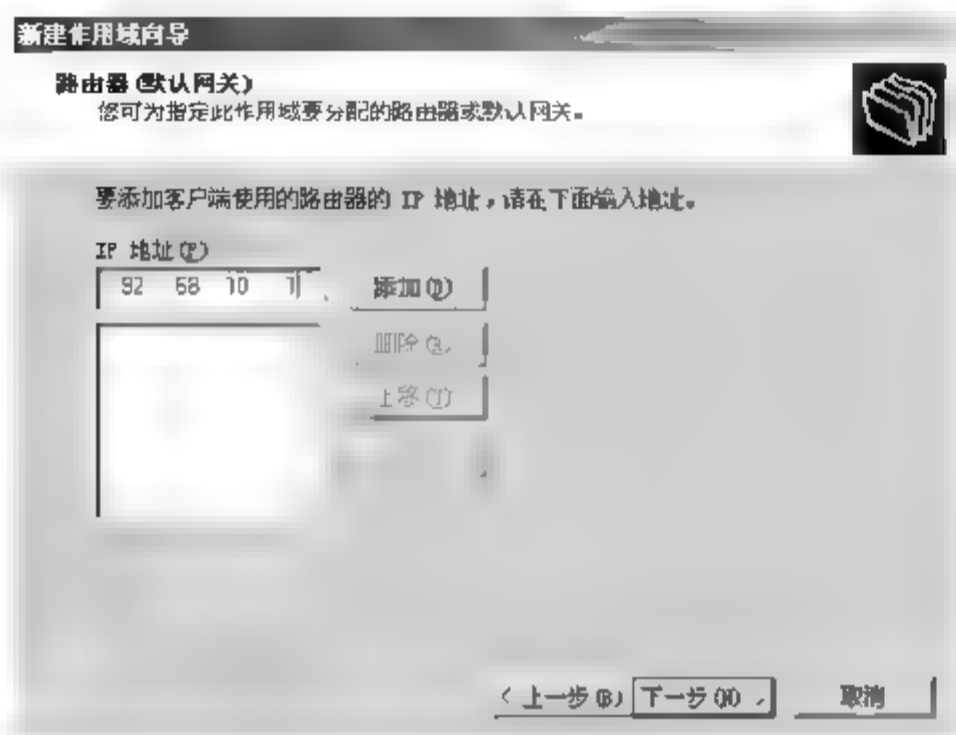 新建作用域向导
路由器(默认网关)
您可为指定此作用域要分配的路由器或默认网关。
要添加客户端使用的路由器的 IP 地址,请在下面输入地址。
IP 地址(P)
92 68 10 1
添加(D)
删除(R)
上移(U)
< 上一步(B)
下一步(N)
取消